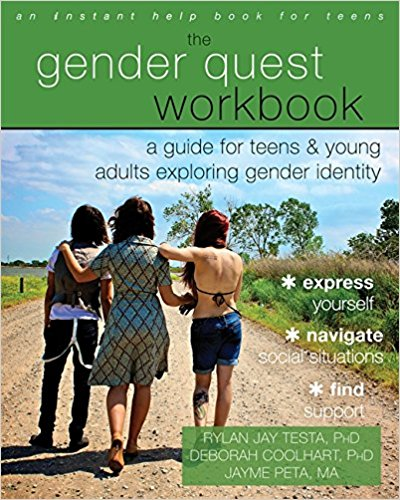 an instant help book for teens
the
gender quest
workbook
a guide for teens & young
adults exploring gender identity
* express
yourself
* navigate
social situations
* find
support
RYLAN JAY TESTA, PhD
DEBORAH COOLHART, PhD
JAYME PETA, MA